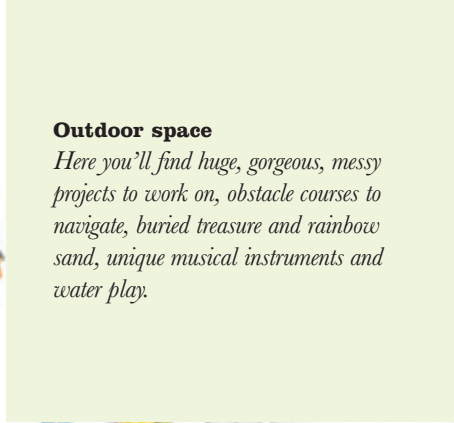 Outdoor space
Here you'll find huge, gorgeous, messy
projects to work on, obstacle courses to
navigate, buried treasure and rainbow
sand, unique musical instruments and
water play.